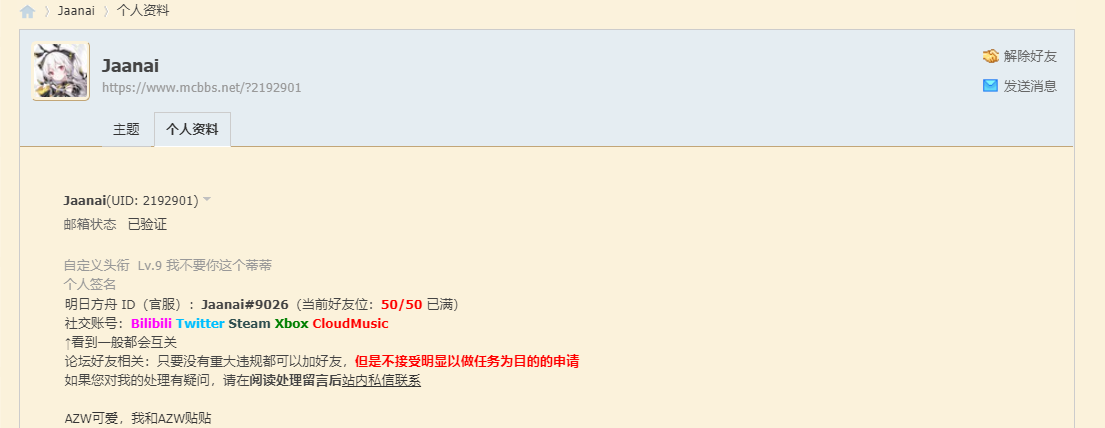 Jaanai 个人资料
Jaanai
解除好友
https://www.mcbbs.net/?2192901
发送消息
主题 个人资料
Jaanai(UID: 2192901)
邮箱状态 已验证
自定义头衔 Lv.9 我不要你这个蒂蒂
个人签名
明日方舟 ID（官服）：Jaanai#9026（当前好友位：50/50 已满）
社交账号：Bilibili Twitter Steam Xbox CloudMusic
↑看到一般都会互关
论坛好友相关：只要没有重大违规都可以加好友，但是不接受明显以做任务为目的的申请
如果您对我的处理有疑问，请在阅读处理留言后站内私信联系
AZW可爱，我和AZW贴贴